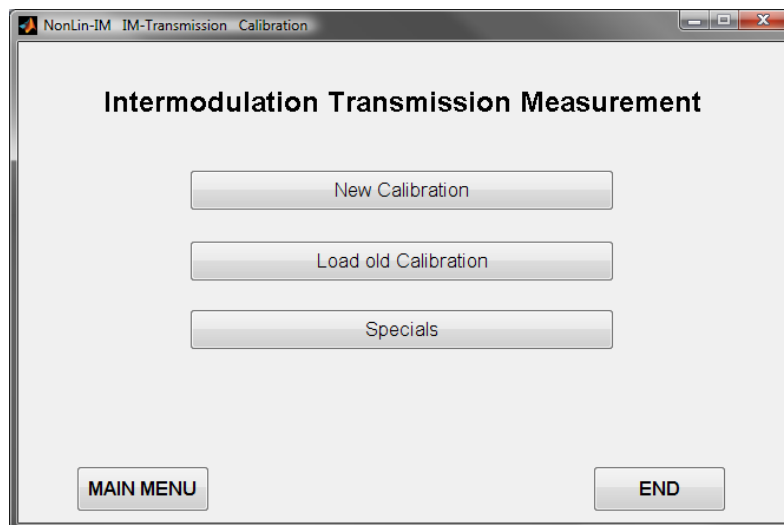 NonLin-IM IM-Transmission Calibration
Intermodulation Transmission Measurement
New Calibration
Load old Calibration
Specials
MAIN MENU
END